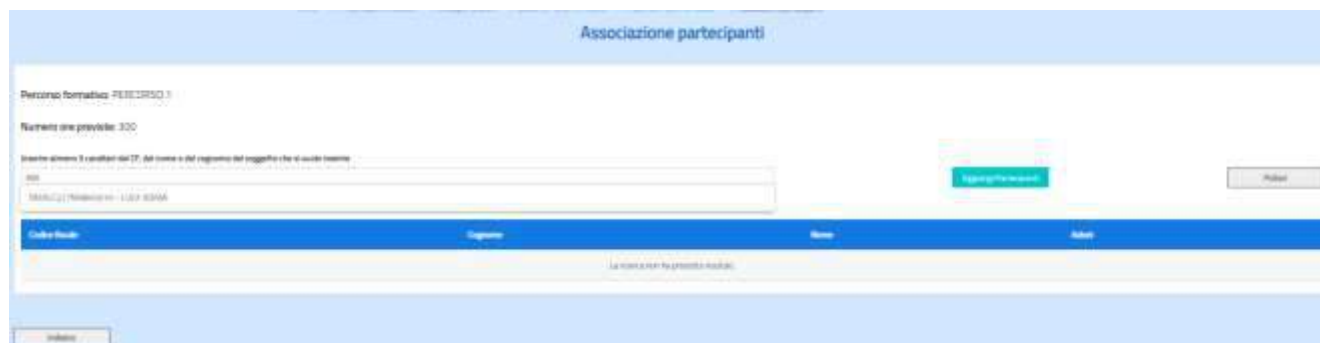 Associazione partecipanti
Percorso formativo: PERCORSO 1
Numero ore previste: 300
Inserire almeno 3 caratteri del CF, del nome o del cognome del soggetto che si vuole inserire
Aggiungi Partecipanti
Pulisci
Codice fiscale Cognome Nome Azioni
La ricerca non ha prodotto risultati.
Indietro